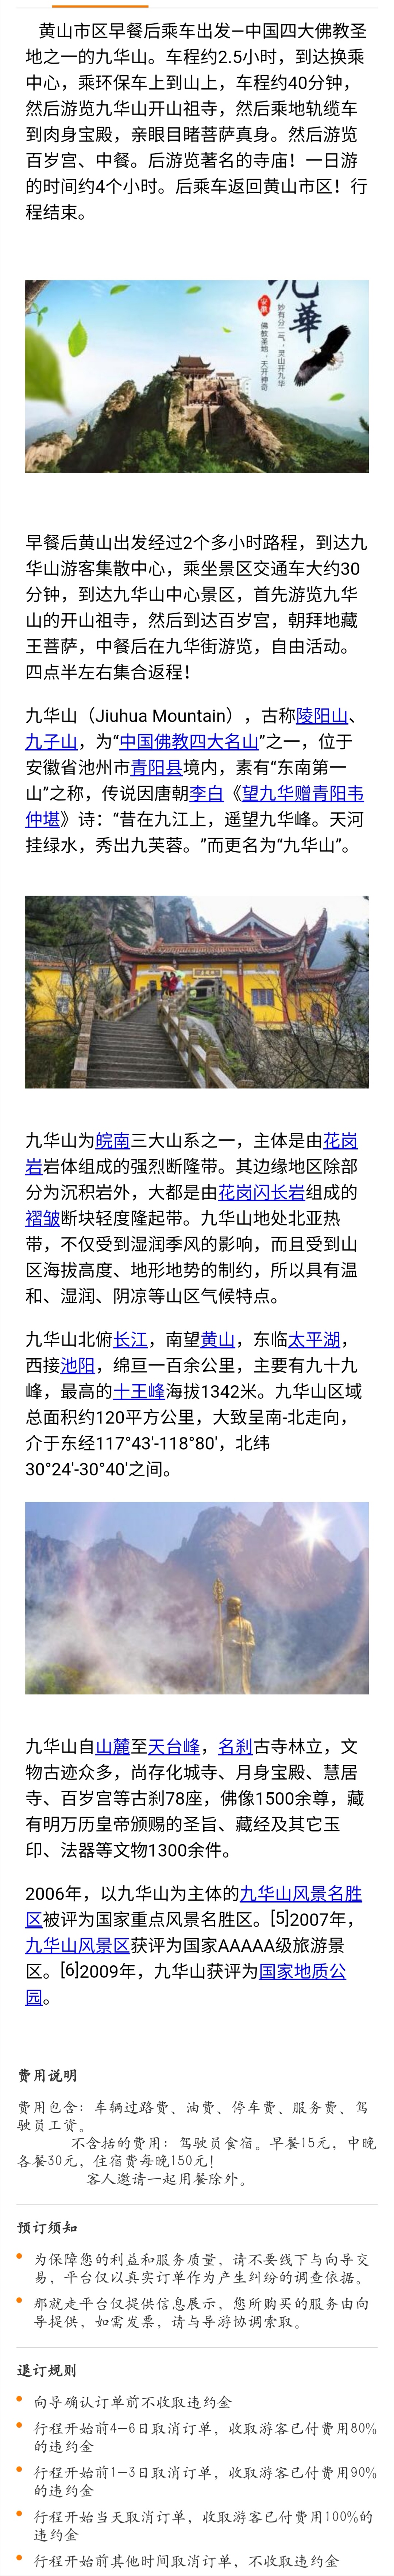 黄山市区早餐后乘车出发—中国四大佛教圣
地之一的九华山。车程约2.5小时，到达换乘
中心，乘环保车上到山上，车程约40分钟，
然后游览九华山开山祖寺，然后乘地轨缆车
到肉身宝殿，亲眼目睹菩萨真身。然后游览
百岁宫、中餐。后游览著名的寺庙！一日游
的时间约4个小时。后乘车返回黄山市区！行
程结束。
九華
安徽
妙有分二气，灵山开九华
佛教圣地，天开神奇
早餐后黄山出发经过2个多小时路程，到达九
华山游客集散中心，乘坐景区交通车大约30
分钟，到达九华山中心景区，首先游览九华
山的开山祖寺，然后到达百岁宫，朝拜地藏
王菩萨，中餐后在九华街游览，自由活动。
四点半左右集合返程！
九华山（Jiuhua Mountain），古称陵阳山、
九子山，为“中国佛教四大名山”之一，位于
安徽省池州市青阳县境内，素有“东南第一
山”之称，传说因唐朝李白《望九华赠青阳韦
仲堪》诗：“昔在九江上，遥望九华峰。天河
挂绿水，秀出九芙蓉。”而更名为“九华山”。
九华山为皖南三大山系之一，主体是由花岗
岩岩体组成的强烈断隆带。其边缘地区除部
分为沉积岩外，大都是由花岗闪长岩组成的
褶皱断块轻度隆起带。九华山地处北亚热
带，不仅受到湿润季风的影响，而且受到山
区海拔高度、地形地势的制约，所以具有温
和、湿润、阴凉等山区气候特点。
九华山北俯长江，南望黄山，东临太平湖，
西接池阳，绵亘一百余公里，主要有九十九
峰，最高的十王峰海拔1342米。九华山区域
总面积约120平方公里，大致呈南-北走向，
介于东经117°43'-118°80'，北纬
30°24'-30°40'之间。
九华山自山麓至天台峰，名刹古寺林立，文
物古迹众多，尚存化城寺、月身宝殿、慧居
寺、百岁宫等古刹78座，佛像1500余尊，藏
有明万历皇帝颁赐的圣旨、藏经及其它玉
印、法器等文物1300余件。
2006年，以九华山为主体的九华山风景名胜
区被评为国家重点风景名胜区。[5]2007年，
九华山风景区获评为国家AAAAA级旅游景
区。[6]2009年，九华山获评为国家地质公
园。
费用说明
费用包含：车辆过路费、油费、停车费、服务费、驾
驶员工资。
不含括的费用：驾驶员食宿。早餐15元，中晚
各餐30元，住宿费每晚150元！
客人邀请一起用餐除外。
预订须知
为保障您的利益和服务质量，请不要线下与向导交
易，平台仅以真实订单作为产生纠纷的调查依据。
那就走平台仅提供信息展示，您所购买的服务由向
导提供，如需发票，请与导游协调索取。
退订规则
向导确认订单前不收取违约金
行程开始前4-6日取消订单，收取游客已付费用80%
的违约金
行程开始前1-3日取消订单，收取游客已付费用90%
的违约金
行程开始当天取消订单，收取游客已付费用100%的
违约金
行程开始前其他时间取消订单，不收取违约金